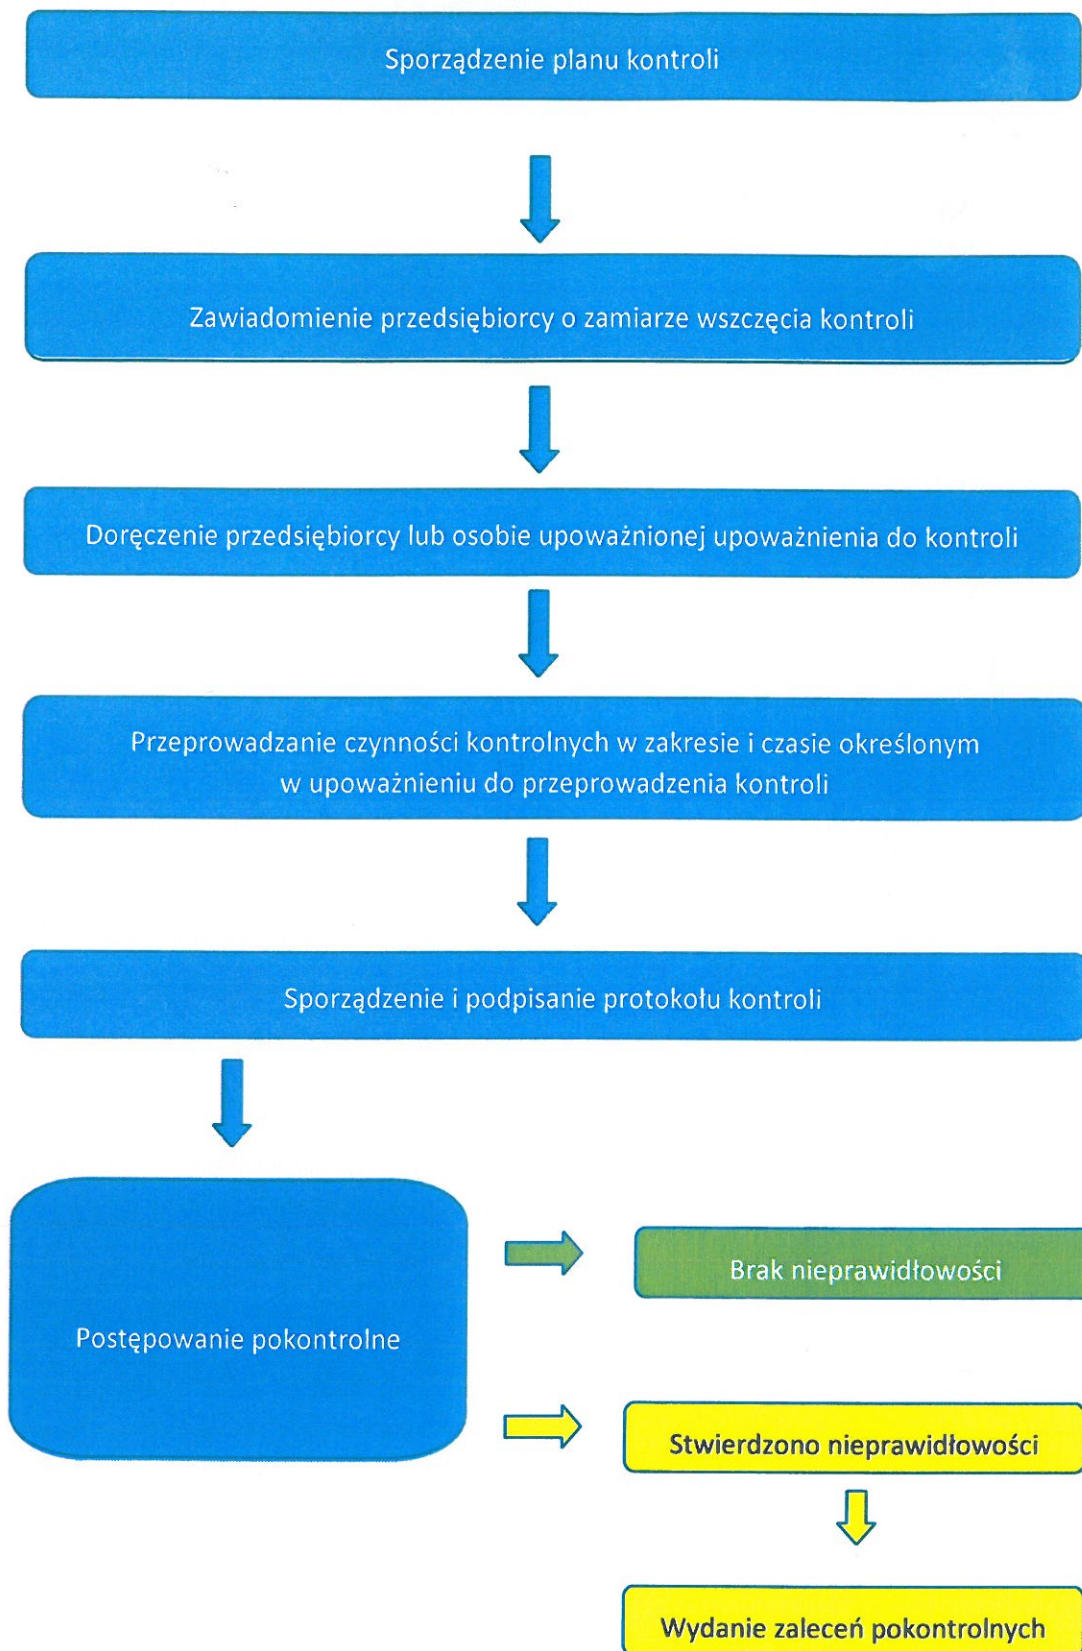 Sporządzenie planu kontroli
Zawiadomienie przedsiębiorcy o zamiarze wszczęcia kontroli
Doręczenie przedsiębiorcy lub osobie upoważnionej upoważnienia do kontroli
Przeprowadzanie czynności kontrolnych w zakresie i czasie określonym
w upoważnieniu do przeprowadzenia kontroli
Sporządzenie i podpisanie protokołu kontroli
Postępowanie pokontrolne
Brak nieprawidłowości
Stwierdzono nieprawidłowości
Wydanie zaleceń pokontrolnych